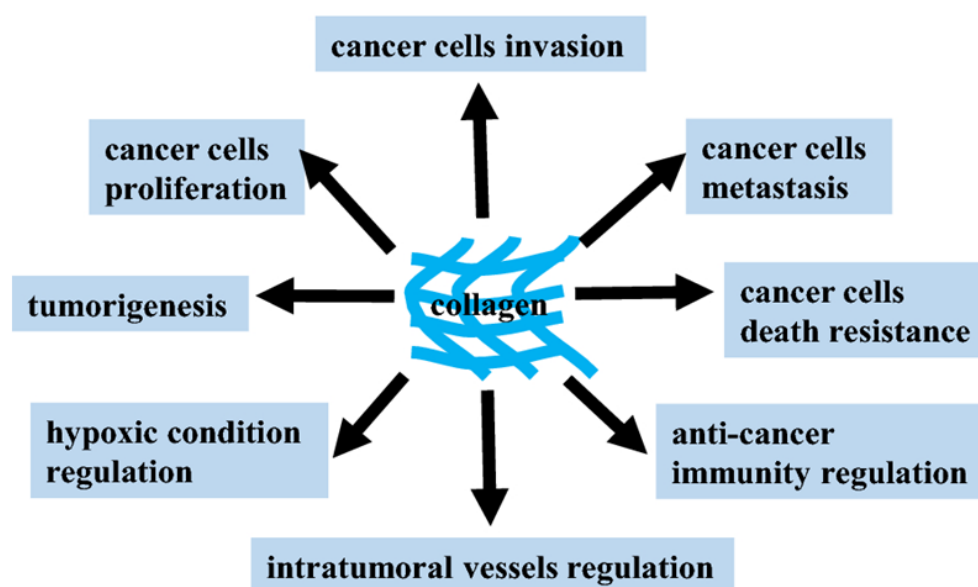 cancer cells invasion
cancer cells
proliferation
cancer cells
metastasis
tumorigenesis
collagen
cancer cells
death resistance
hypoxic condition
regulation
anti-cancer
immunity regulation
intratumoral vessels regulation